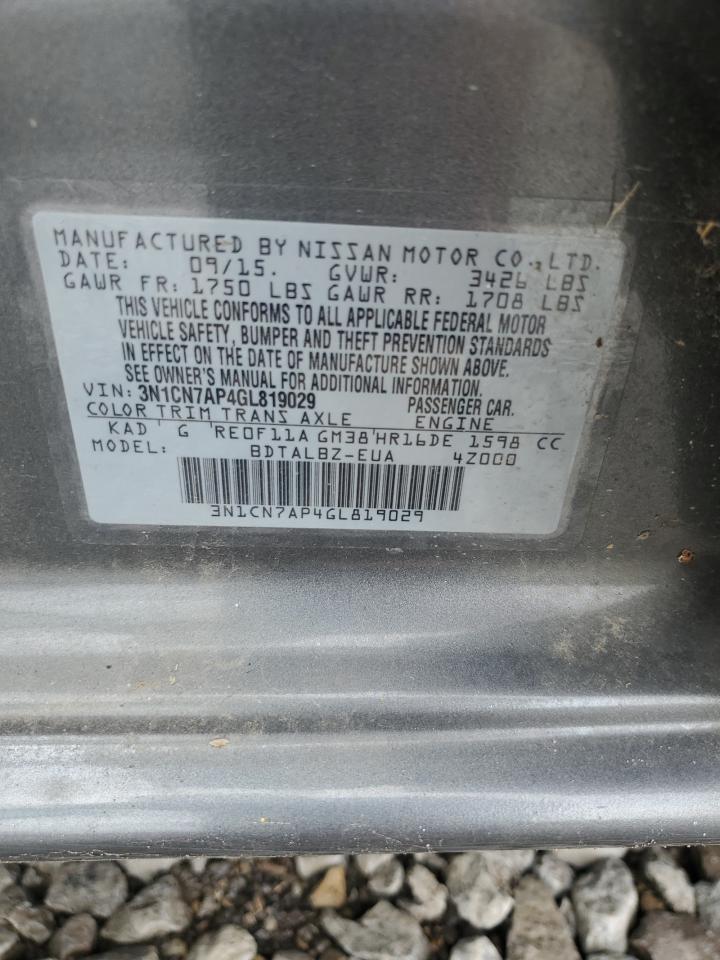 MANUFACTURED BY NISSAN MOTOR CO., LTD.
DATE: 09/15. GVWR: 3426 LBS
GAWR FR: 1750 LBS GAWR RR: 1708 LBS
THIS VEHICLE CONFORMS TO ALL APPLICABLE FEDERAL MOTOR
VEHICLE SAFETY, BUMPER AND THEFT PREVENTION STANDARDS
IN EFFECT ON THE DATE OF MANUFACTURE SHOWN ABOVE.
SEE OWNER'S MANUAL FOR ADDITIONAL INFORMATION.
VIN: 3N1CN7AP4GL819029 PASSENGER CAR.
COLOR TRIM TRANS AXLE ENGINE
KAD ' G 'RE0F11A GM38'HR16DE 1598 CC
MODEL: BDTALBZ-EUA 4Z000
3N1CN7AP4GL819029